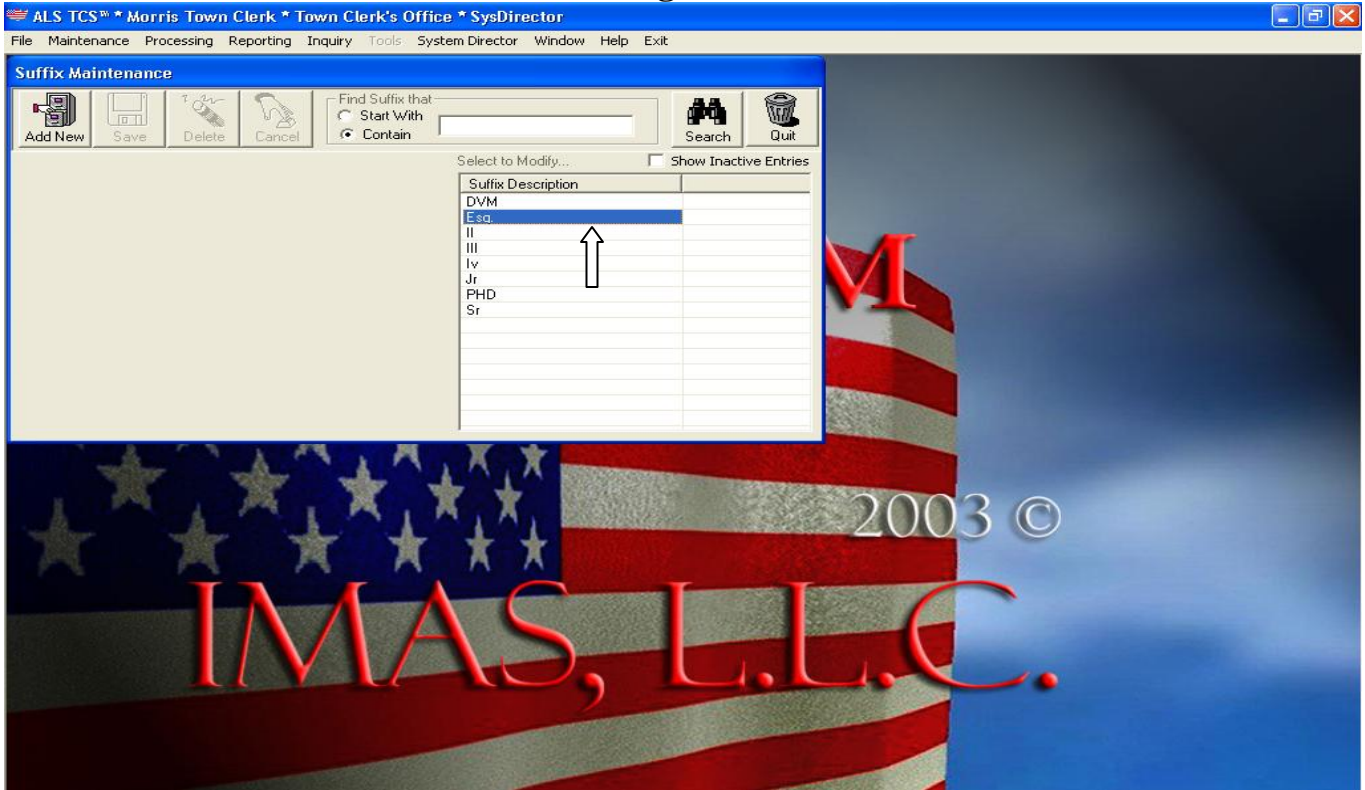 ALS TCS™ * Morris Town Clerk * Town Clerk's Office * SysDirector
File Maintenance Processing Reporting Inquiry Tools System Director Window Help Exit
Suffix Maintenance
Add New Save Delete Cancel
Find Suffix that
Start With
Contain
Search Quit
Select to Modify... Show Inactive Entries
Suffix Description
DVM
Esq.
II
III
Iv
Jr
PHD
Sr
M
2003 ©
IMAS, L.L.C.